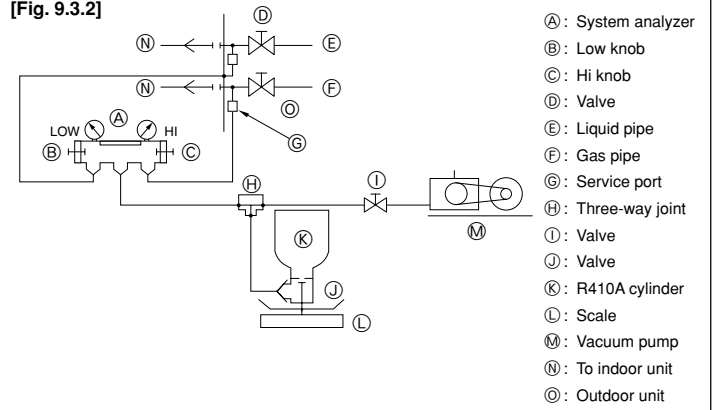 [Fig. 9.3.2]
Ⓝ Ⓓ Ⓔ
Ⓝ Ⓕ
Ⓞ
Ⓖ
LOW Ⓐ HI
Ⓑ Ⓒ
Ⓗ Ⓘ
Ⓚ Ⓜ
Ⓙ
Ⓛ
Ⓐ : System analyzer
Ⓑ : Low knob
Ⓒ : Hi knob
Ⓓ : Valve
Ⓔ : Liquid pipe
Ⓕ : Gas pipe
Ⓖ : Service port
Ⓗ : Three-way joint
Ⓘ : Valve
Ⓙ : Valve
Ⓚ : R410A cylinder
Ⓛ : Scale
Ⓜ : Vacuum pump
Ⓝ : To indoor unit
Ⓞ : Outdoor unit